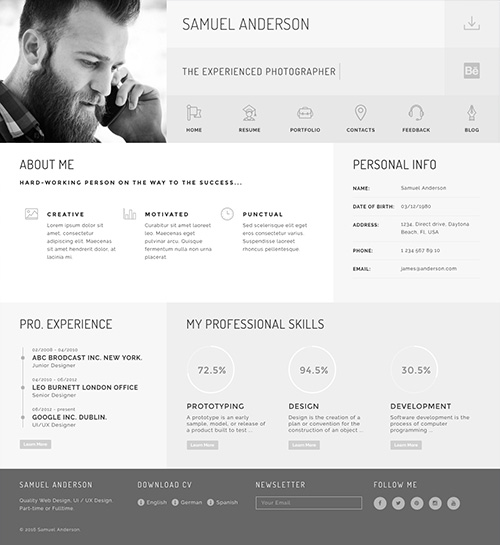 SAMUEL ANDERSON
THE EXPERIENCED PHOTOGRAPHER
Bē
HOME
RESUME
PORTFOLIO
CONTACTS
FEEDBACK
BLOG
ABOUT ME
HARD-WORKING PERSON ON THE WAY TO THE SUCCESS...
CREATIVE
Lorem ipsum dolor sit
amet, consectetur
adipiscing elit. Maecenas
sit amet hendrerit dolor, at
lacinia mi.
MOTIVATED
Curabitur sit amet laoreet
leo. Maecenas eget
pulvinar arcu. Quisque
fermentum nulla non urna
placerat
PUNCTUAL
Sed scelerisque elit eget
eros consectetur varius.
Suspendisse laoreet
rhoncus pellentesque
PERSONAL INFO
NAME: Samuel Anderson
DATE OF BIRTH: 03/12/1980
ADDRESS: 1234, Direct drive, Daytona
Beach, Fl, USA
PHONE: 1 234 567 89 10
EMAIL: james@anderson.com
PRO. EXPERIENCE
02/2008 - 04/2010
ABC BRODCAST INC. NEW YORK.
Junior Designer
04/2010 - 06/2012
LEO BURNETT LONDON OFFICE
Senior Designer
06/2012 - present
GOOGLE INC. DUBLIN.
Ui/UX Designer
Learn More
MY PROFESSIONAL SKILLS
72.5%
PROTOTYPING
A prototype is an early
sample, model, or release of
a product built to test ...
Learn More
94.5%
DESIGN
Design is the creation of a
plan or convention for the
construction of an object ...
Learn More
30.5%
DEVELOPMENT
Software development is the
process of computer
programming ...
Learn More
SAMUEL ANDERSON
Quality Web Design, UI / UX Design.
Part-time or Fulltime.
© 2016 Samuel Anderson.
DOWNLOAD CV
English
German
Spanish
NEWSLETTER
Your Email:
FOLLOW ME